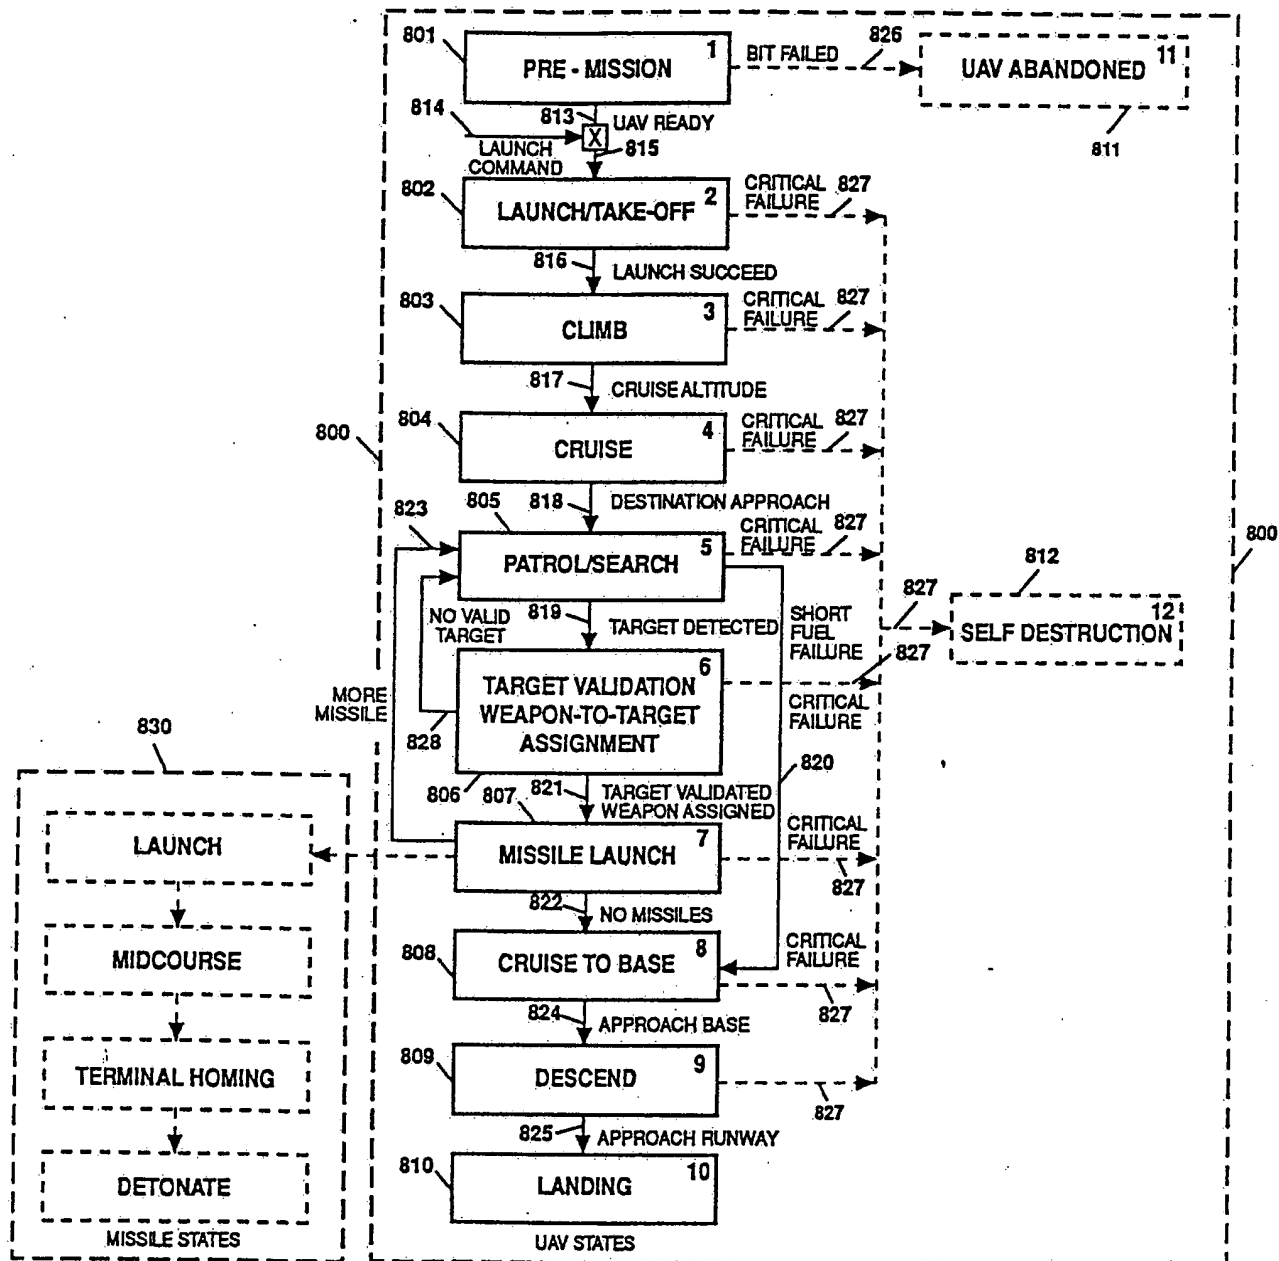 801
PRE - MISSION
1
BIT FAILED
826
UAV ABANDONED
11
811
814
813
UAV READY
X
LAUNCH
COMMAND
815
802
LAUNCH/TAKE-OFF
2
CRITICAL
FAILURE
827
816
LAUNCH SUCCEED
803
CLIMB
3
CRITICAL
FAILURE
827
817
CRUISE ALTITUDE
804
CRUISE
4
CRITICAL
FAILURE
827
800
818
DESTINATION APPROACH
823
805
PATROL/SEARCH
5
CRITICAL
FAILURE
827
800
812
SELF DESTRUCTION
12
827
NO VALID
TARGET
819
TARGET DETECTED
SHORT
FUEL
FAILURE
827
TARGET VALIDATION
WEAPON-TO-TARGET
ASSIGNMENT
6
CRITICAL
FAILURE
MORE
MISSILE
828
820
806
821
TARGET VALIDATED
WEAPON ASSIGNED
807
MISSILE LAUNCH
7
CRITICAL
FAILURE
827
822
NO MISSILES
808
CRUISE TO BASE
8
CRITICAL
FAILURE
827
824
APPROACH BASE
809
DESCEND
9
827
825
APPROACH RUNWAY
810
LANDING
10
UAV STATES
830
LAUNCH
MIDCOURSE
TERMINAL HOMING
DETONATE
MISSILE STATES